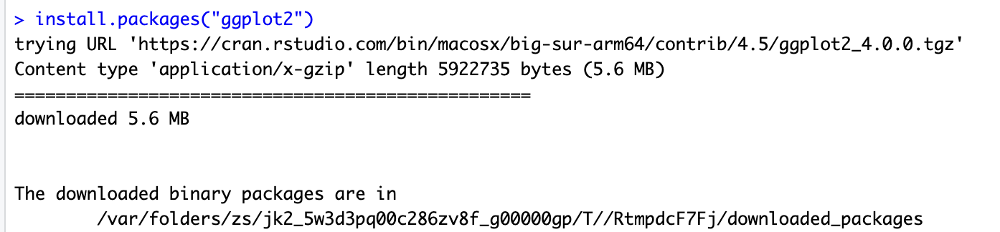 > install.packages("ggplot2")
trying URL 'https://cran.rstudio.com/bin/macosx/big-sur-arm64/contrib/4.5/ggplot2_4.0.0.tgz'
Content type 'application/x-gzip' length 5922735 bytes (5.6 MB)
==================================================
downloaded 5.6 MB
The downloaded binary packages are in
	/var/folders/zs/jk2_5w3d3pq00c286zv8f_g00000gp/T//RtmpdcF7Fj/downloaded_packages